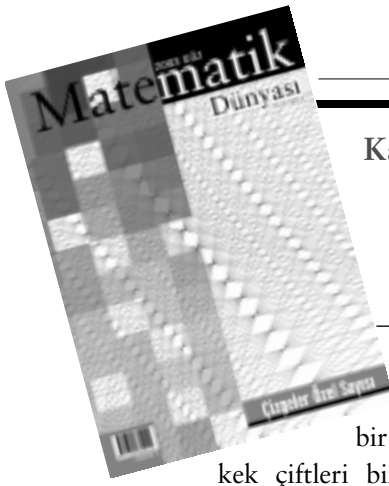 2003 GÜZ
Matematik
Dünyası
Ka
Çizgeler Özel Sayısı
bir
kek çiftleri bi